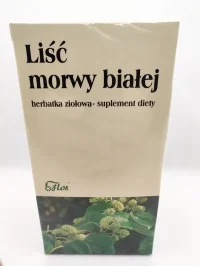 Liść
morwy białej
herbatka ziołowa- suplement diety
Flos